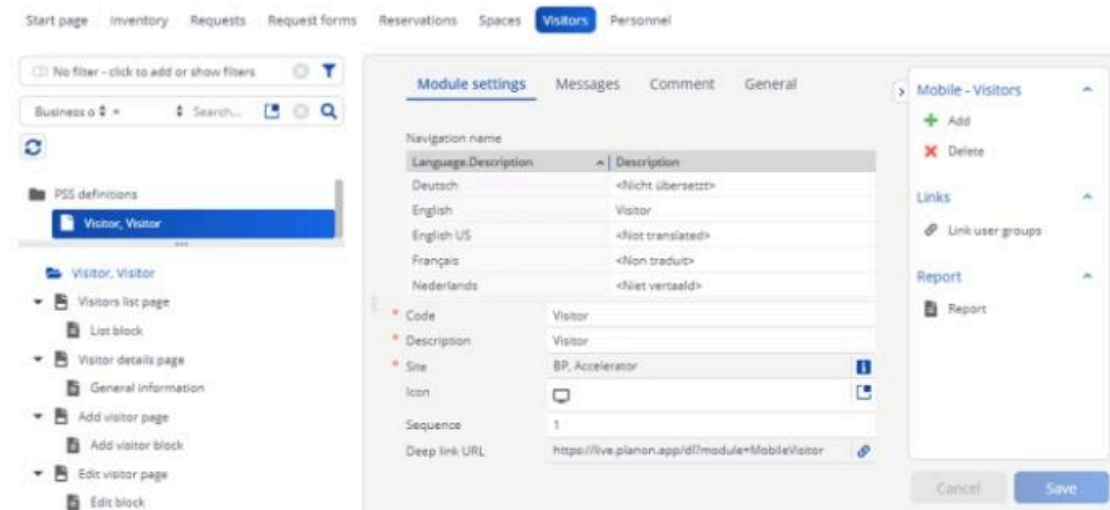 Start page Inventory Requests Request forms Reservations Spaces Visitors Personnel
No filter - click to add or show filters
Business o = Search...
PSS definitions
Visitor, Visitor
Visitor, Visitor
Visitors list page
List block
Visitor details page
General information
Add visitor page
Add visitor block
Edit visitor page
Edit block
Module settings Messages Comment General
Navigation name
Language.Description Description
Deutsch <Nicht übersetzt>
English Visitor
English US <Not translated>
Français <Non traduit>
Nederlands <Niet vertaald>
* Code Visitor
* Description Visitor
* Site BP, Accelerator
Icon
Sequence 1
Deep link URL https://live.planon.app/dl?module=MobileVisitor
Mobile - Visitors
Add
Delete
Links
Link user groups
Report
Report
Cancel Save